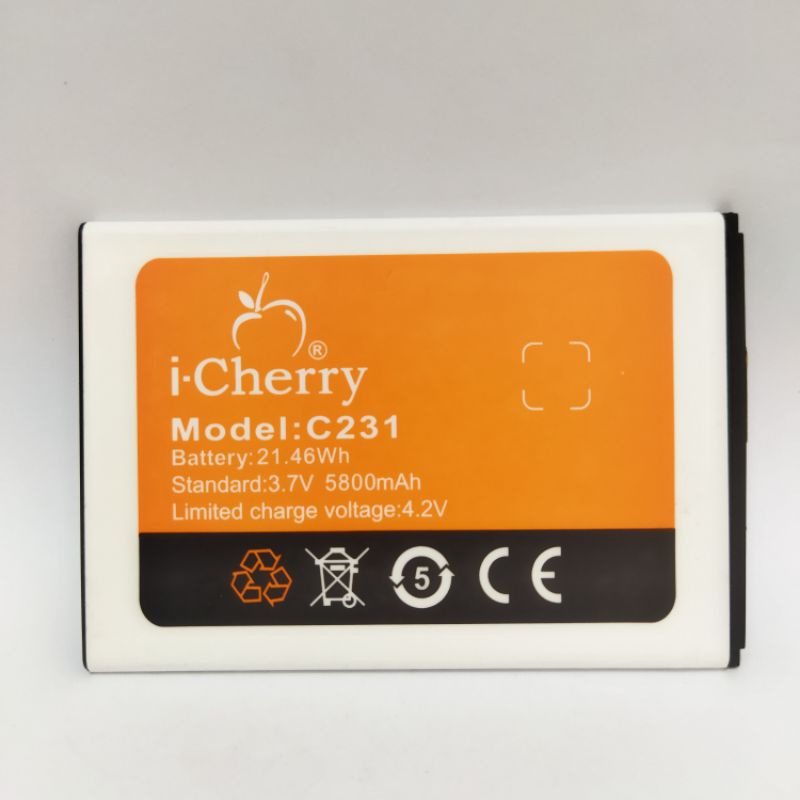 i-Cherry®
Model:C231
Battery:21.46Wh
Standard:3.7V 5800mAh
Limited charge voltage:4.2V
5 CE